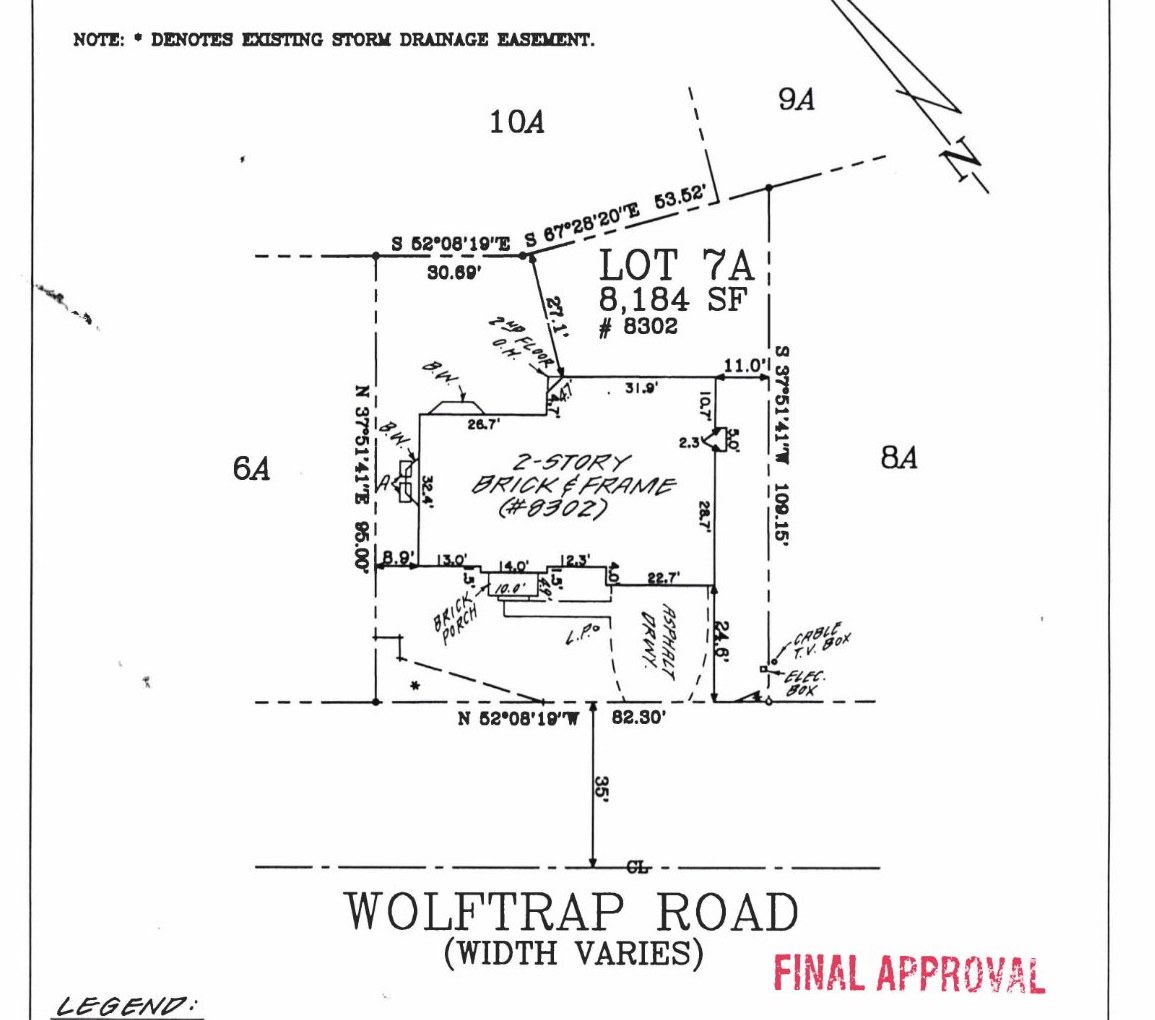 NOTE: * DENOTES EXISTING STORM DRAINAGE EASEMENT.
9A
10A
N
S 67°28'20"E 53.52'
S 52°08'19"E
30.69'
LOT 7A
8,184 SF
# 8302
27.1'
2ND FLOOR
O.H.
11.0'
31.9'
4.7'
4.7'
10.7'
B.W.
26.7'
B.W.
2.3'
5.0'
S 37°51'41"W 109.15'
N 37°51'41"E 95.00'
6A
8A
A
32.4'
2-STORY
BRICK & FRAME
(#8302)
28.7'
8.9'
13.0'
1.5'
14.0'
1.5'
12.3'
4.0'
22.7'
10.0'
4.9'
BRICK
PORCH
L.P.
ASPHALT
DRWY.
24.6'
CABLE
T.V. BOX
ELEC.
BOX
*
*
N 52°08'19"W 82.30'
35'
CL
WOLFTRAP ROAD
(WIDTH VARIES)
FINAL APPROVAL
LEGEND: